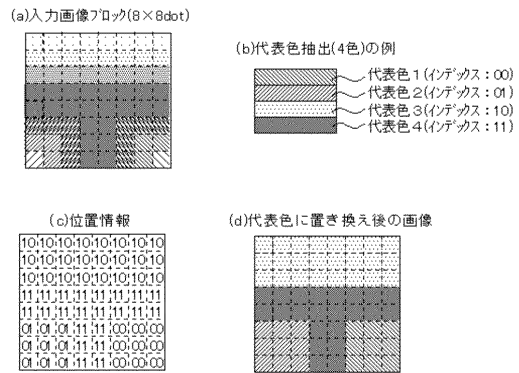 (a)入力画像ブロック(8×8dot)
(b)代表色抽出(4色)の例
代表色1(インデックス:00)
代表色2(インデックス:01)
代表色3(インデックス:10)
代表色4(インデックス:11)
(c)位置情報
(d)代表色に置き換え後の画像
10 10 10 10 10 10 10 10
10 10 10 10 10 10 10 10
10 10 10 10 10 10 10 10
11 11 11 11 11 11 11 11
11 11 11 11 11 11 11 11
01 01 01 11 11 00 00 00
01 01 01 11 11 00 00 00
01 01 01 11 11 00 00 00